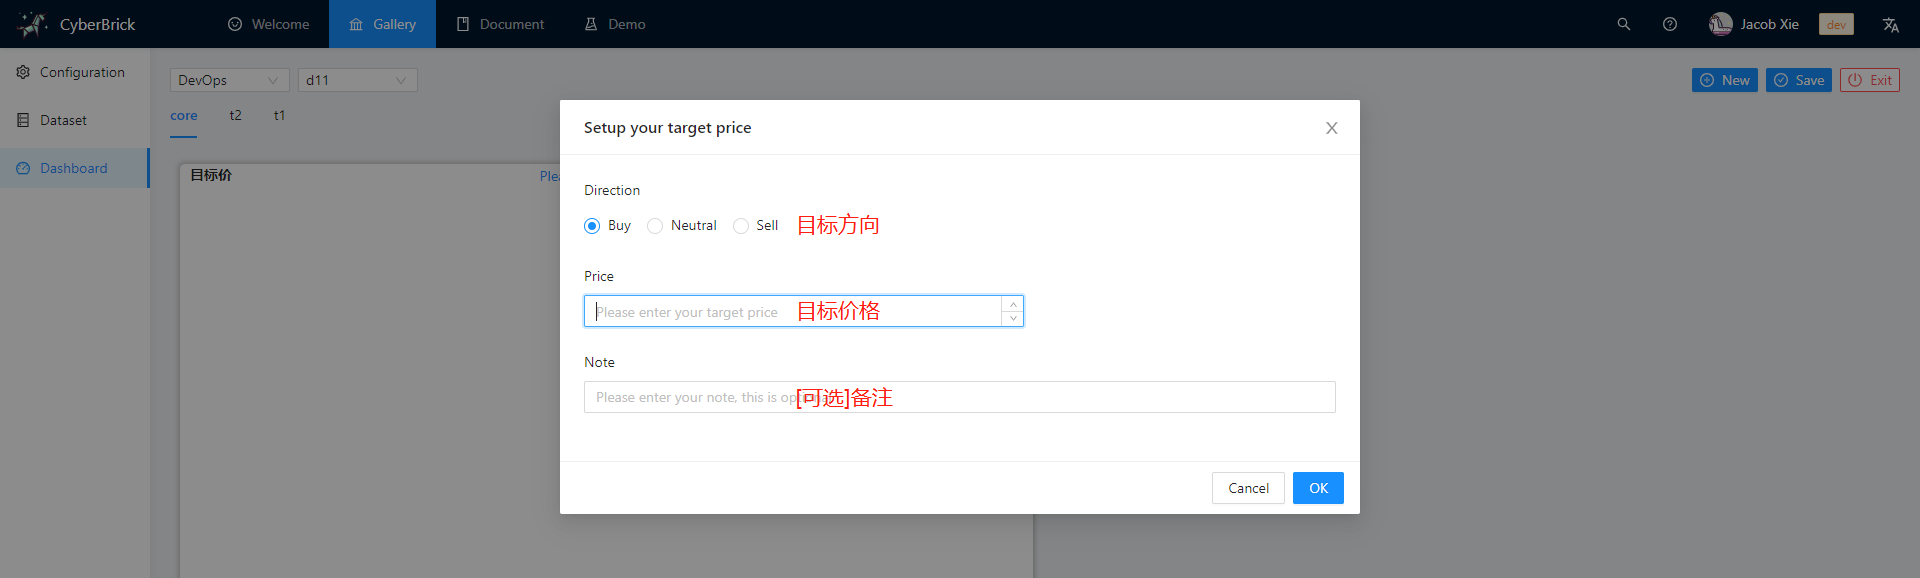 CyberBrick Welcome Gallery Document Demo Jacob Xie dev
Configuration
Dataset
Dashboard
DevOps d11 New Save Exit
core t2 t1
目标价 Plea
Setup your target price
Direction
Buy Neutral Sell 目标方向
Price
Please enter your target price 目标价格
Note
Please enter your note, this is [可选]备注
Cancel OK